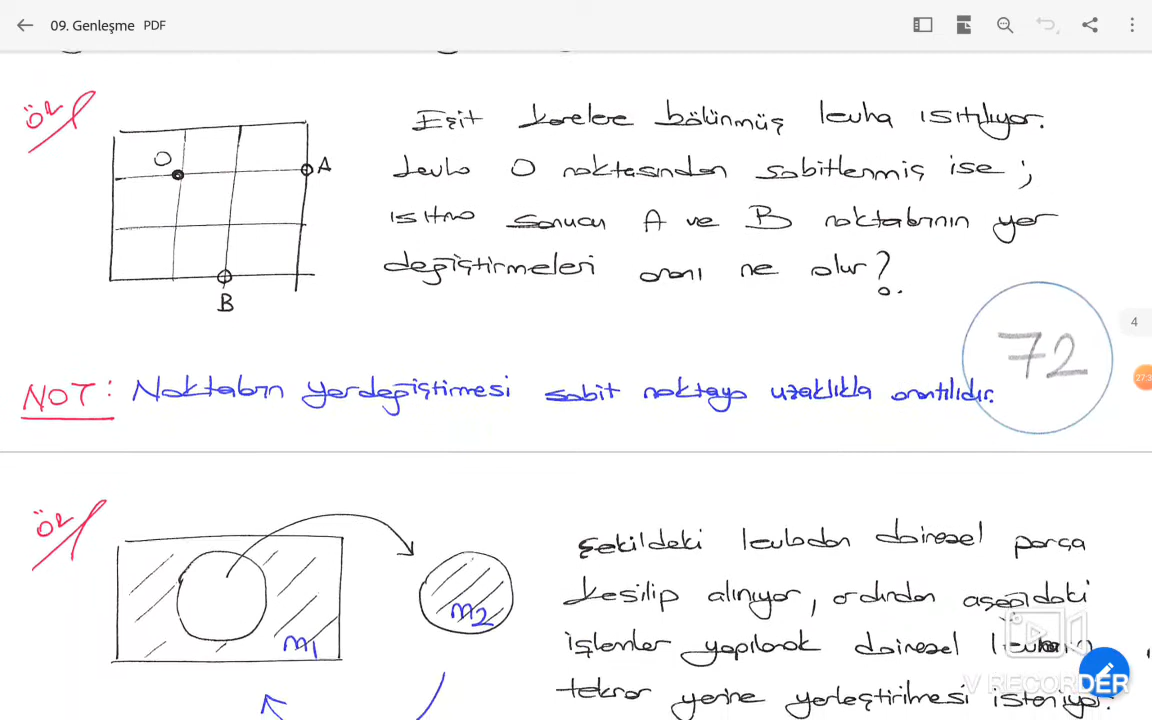 09. Genleşme PDF
Ör
O
A
B
Eşit karelere bölünmüş levha ısıtılıyor.
Levha O noktasından sabitlenmiş ise ;
ısıtma sonucu A ve B noktalarının yer
değiştirmeleri oranı ne olur?
72
4
NOT: Noktaların yerdeğiştirmesi sabit noktaya uzaklıkla orantılıdır.
Ör
m1
m2
Şekildeki levhadan dairesel parça
kesilip alınıyor, ardından aşağıdaki
işlemler yapılarak dairesel levhanın
tekrar yerine yerleştirilmesi isteniyor.
V RECORDER